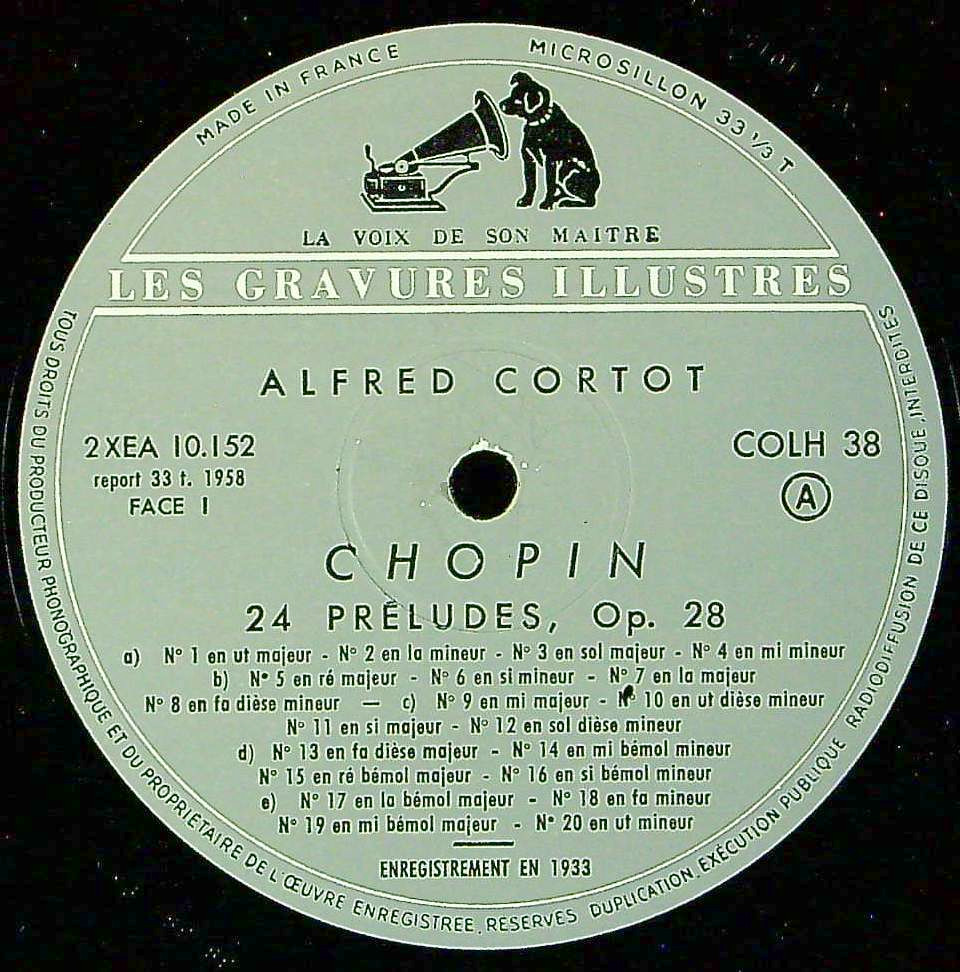 MADE IN FRANCE
MICROSILLON 33 1/3 T
LA VOIX DE SON MAITRE
LES GRAVURES ILLUSTRES
ALFRED CORTOT
2 XEA 10.152
report 33 t. 1958
FACE I
COLH 38
A
CHOPIN
24 PRÉLUDES, Op. 28
a) N° 1 en ut majeur - N° 2 en la mineur - N° 3 en sol majeur - N° 4 en mi mineur
b) N° 5 en ré majeur - N° 6 en si mineur - N° 7 en la majeur
N° 8 en fa dièse mineur — c) N° 9 en mi majeur - N° 10 en ut dièse mineur
N° 11 en si majeur - N° 12 en sol dièse mineur
d) N° 13 en fa dièse majeur - N° 14 en mi bémol mineur
N° 15 en ré bémol majeur - N° 16 en si bémol mineur
e) N° 17 en la bémol majeur - N° 18 en fa mineur
N° 19 en mi bémol majeur - N° 20 en ut mineur
ENREGISTREMENT EN 1933
TOUS DROITS DU PRODUCTEUR PHONOGRAPHIQUE ET DU PROPRIETAIRE DE L'ŒUVRE ENREGISTREE, RESERVES DUPLICATION EXÉCUTION PUBLIQUE RADIODIFFUSION DE CE DISQUE, INTERDITES